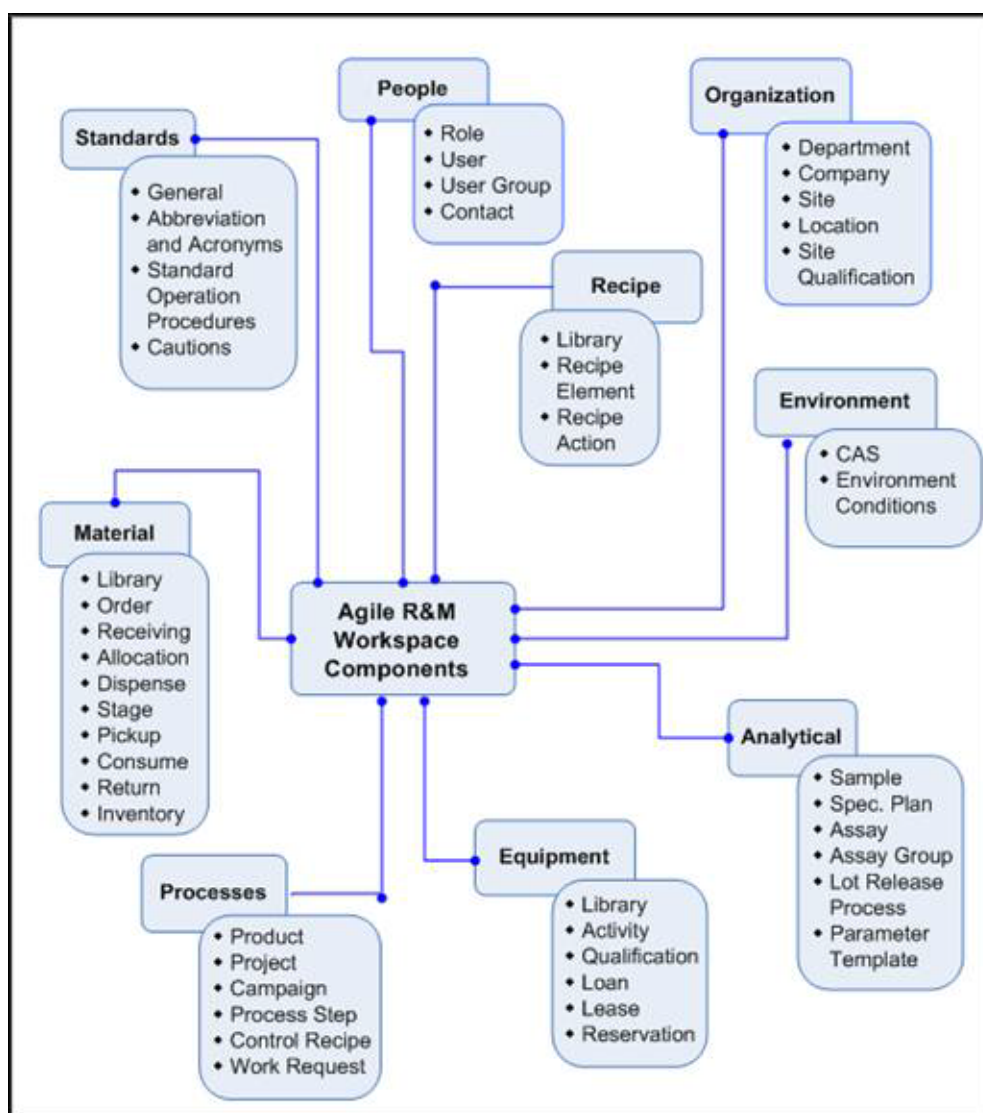 People
◆ Role
◆ User
◆ User Group
◆ Contact
Organization
◆ Department
◆ Company
◆ Site
◆ Location
◆ Site
Qualification
Standards
◆ General
◆ Abbreviation
and Acronyms
◆ Standard
Operation
Procedures
◆ Cautions
Recipe
◆ Library
◆ Recipe
Element
◆ Recipe
Action
Environment
◆ CAS
◆ Environment
Conditions
Material
◆ Library
◆ Order
◆ Receiving
◆ Allocation
◆ Dispense
◆ Stage
◆ Pickup
◆ Consume
◆ Return
◆ Inventory
Agile R&M
Workspace
Components
Analytical
◆ Sample
◆ Spec. Plan
◆ Assay
◆ Assay Group
◆ Lot Release
Process
◆ Parameter
Template
Processes
◆ Product
◆ Project
◆ Campaign
◆ Process Step
◆ Control Recipe
◆ Work Request
Equipment
◆ Library
◆ Activity
◆ Qualification
◆ Loan
◆ Lease
◆ Reservation